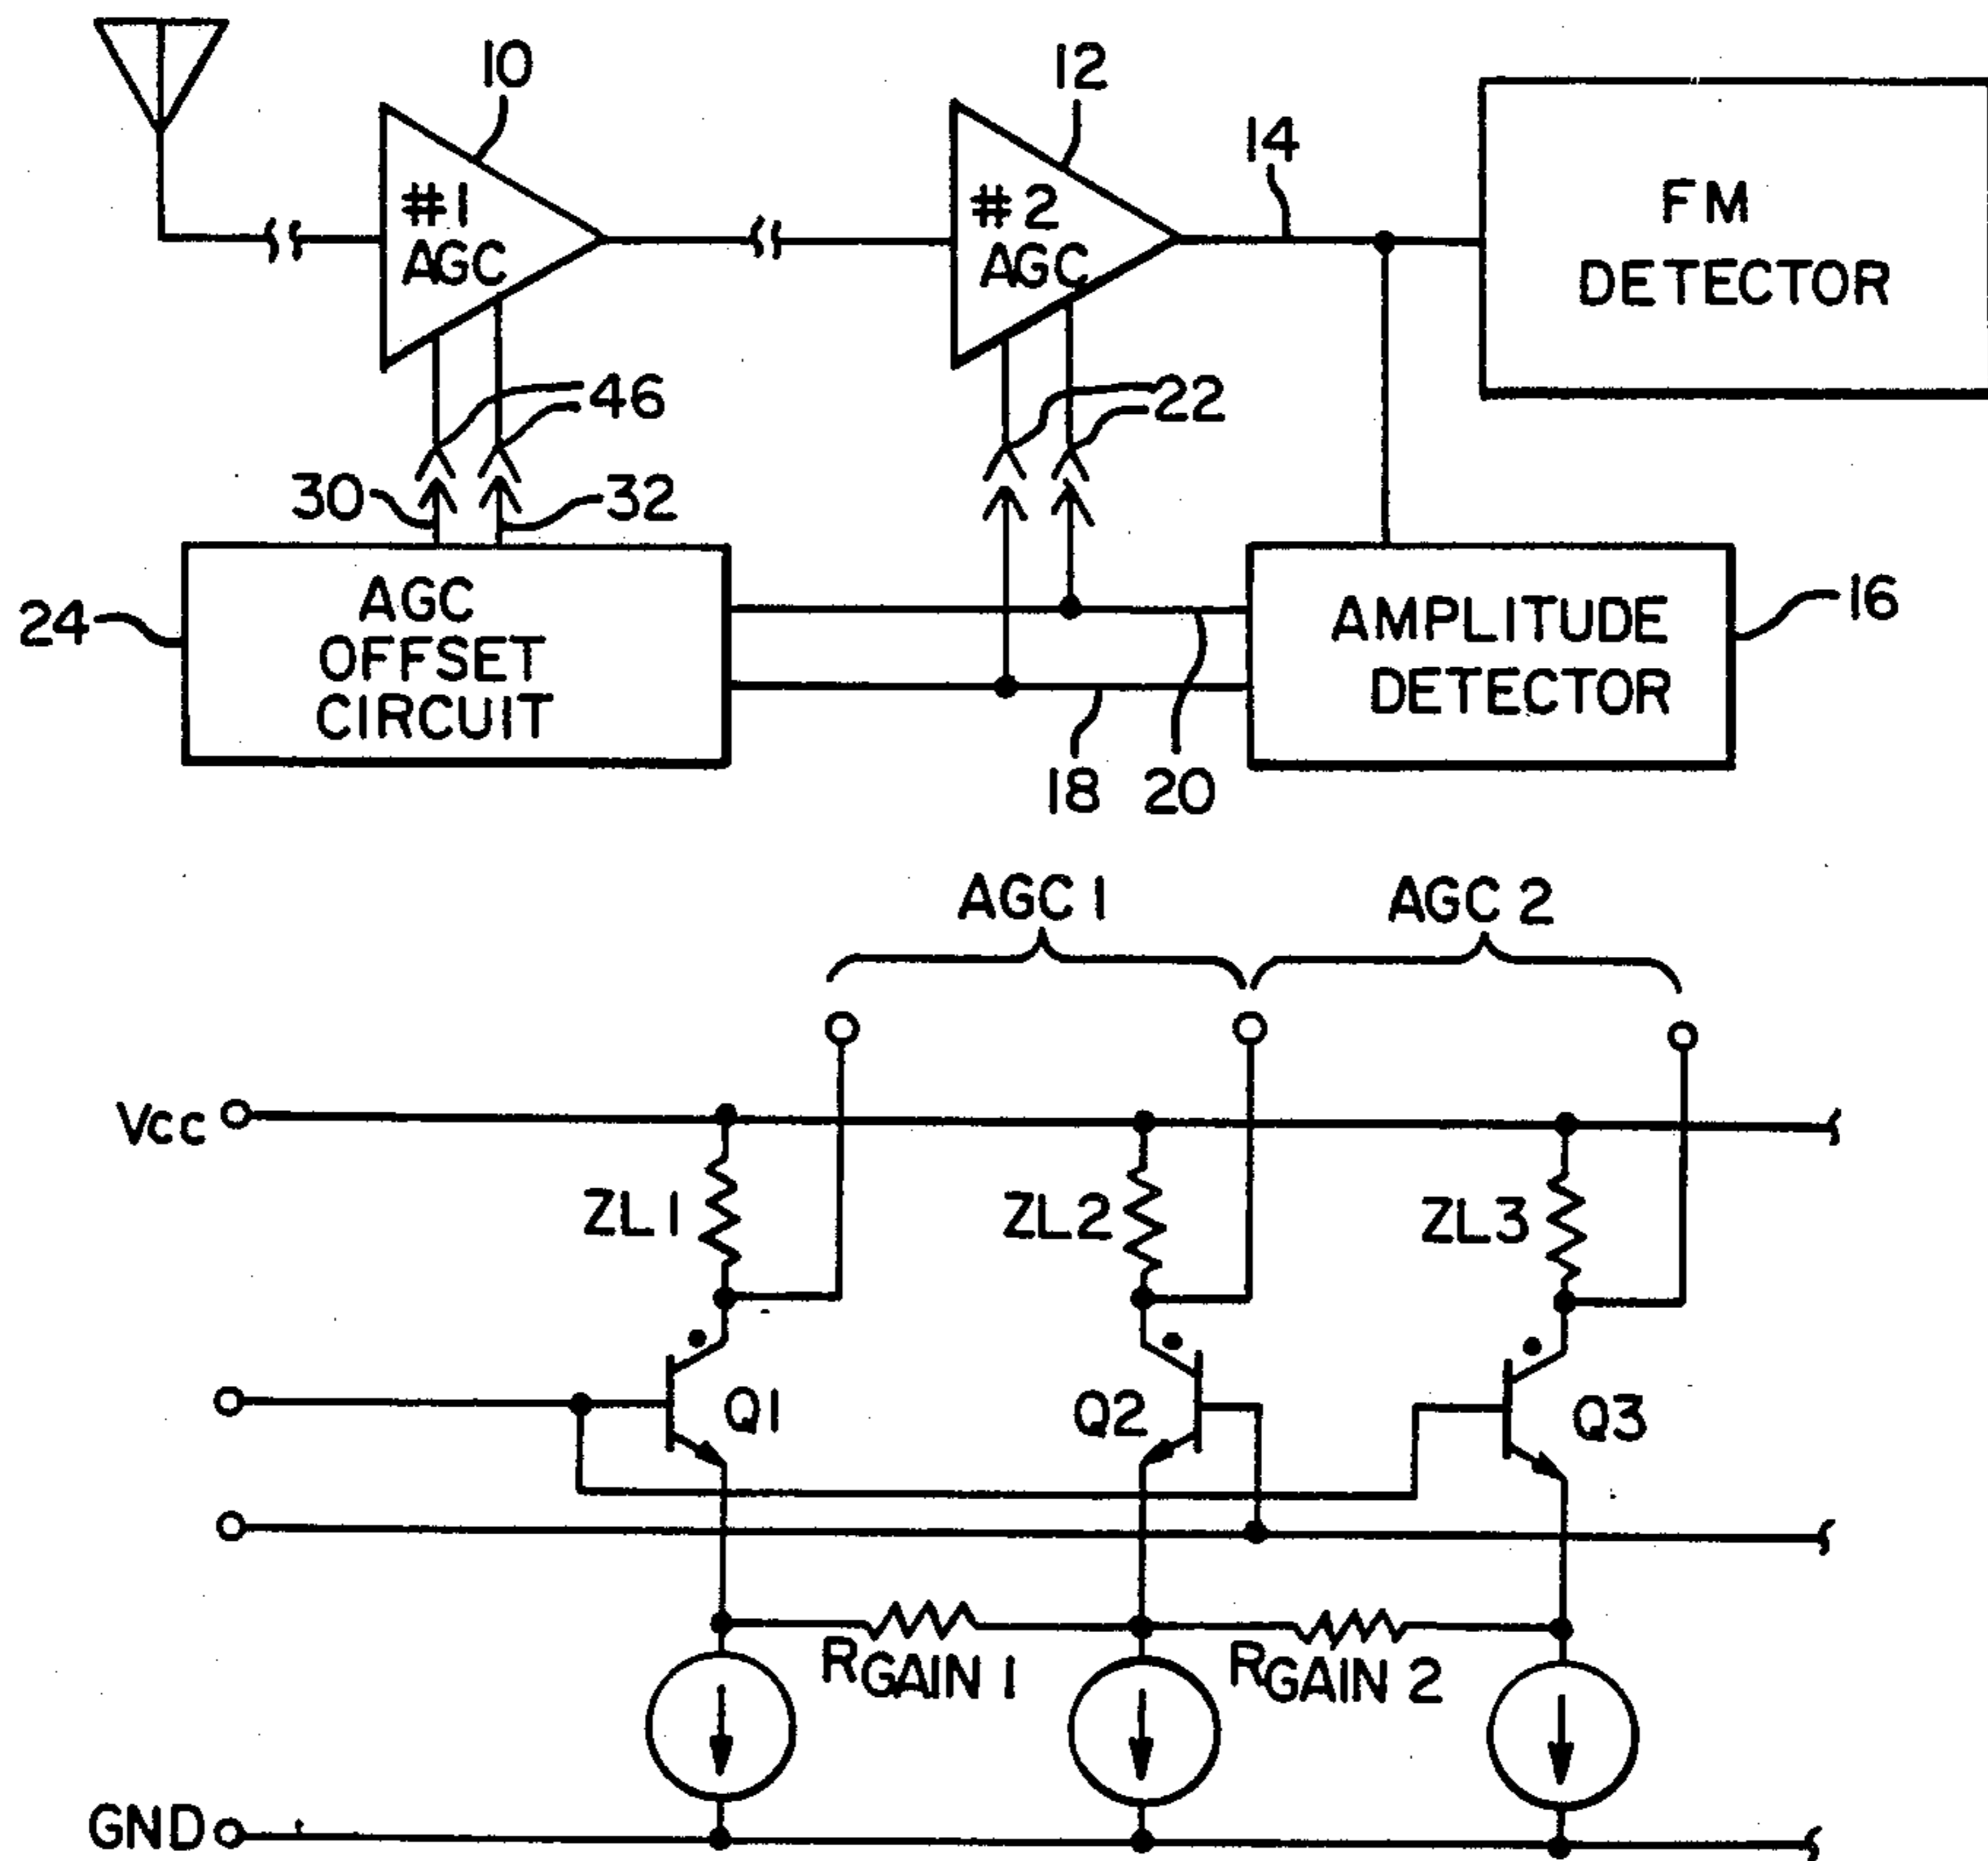 10
12
14
#1
AGC
#2
AGC
FM
DETECTOR
46
22
30
32
24
AGC
OFFSET
CIRCUIT
AMPLITUDE
DETECTOR
16
18
20
AGC 1
AGC 2
Vcc
ZL1
ZL2
ZL3
Q1
Q2
Q3
RGAIN 1
RGAIN 2
GND